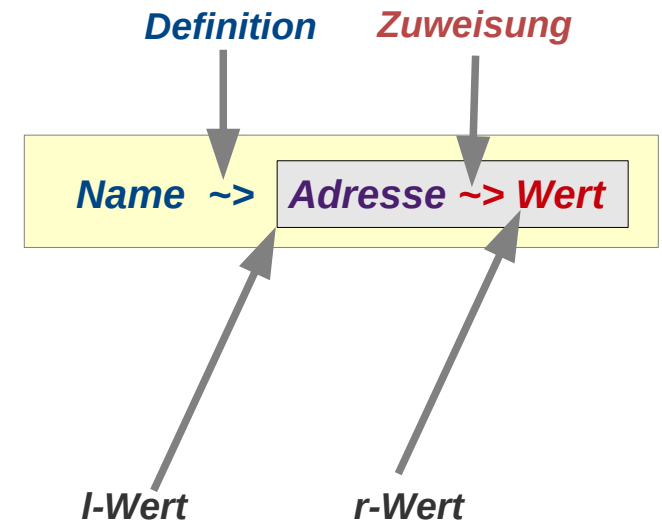 Definition Zuweisung
Name ~> Adresse ~> Wert
l-Wert r-Wert